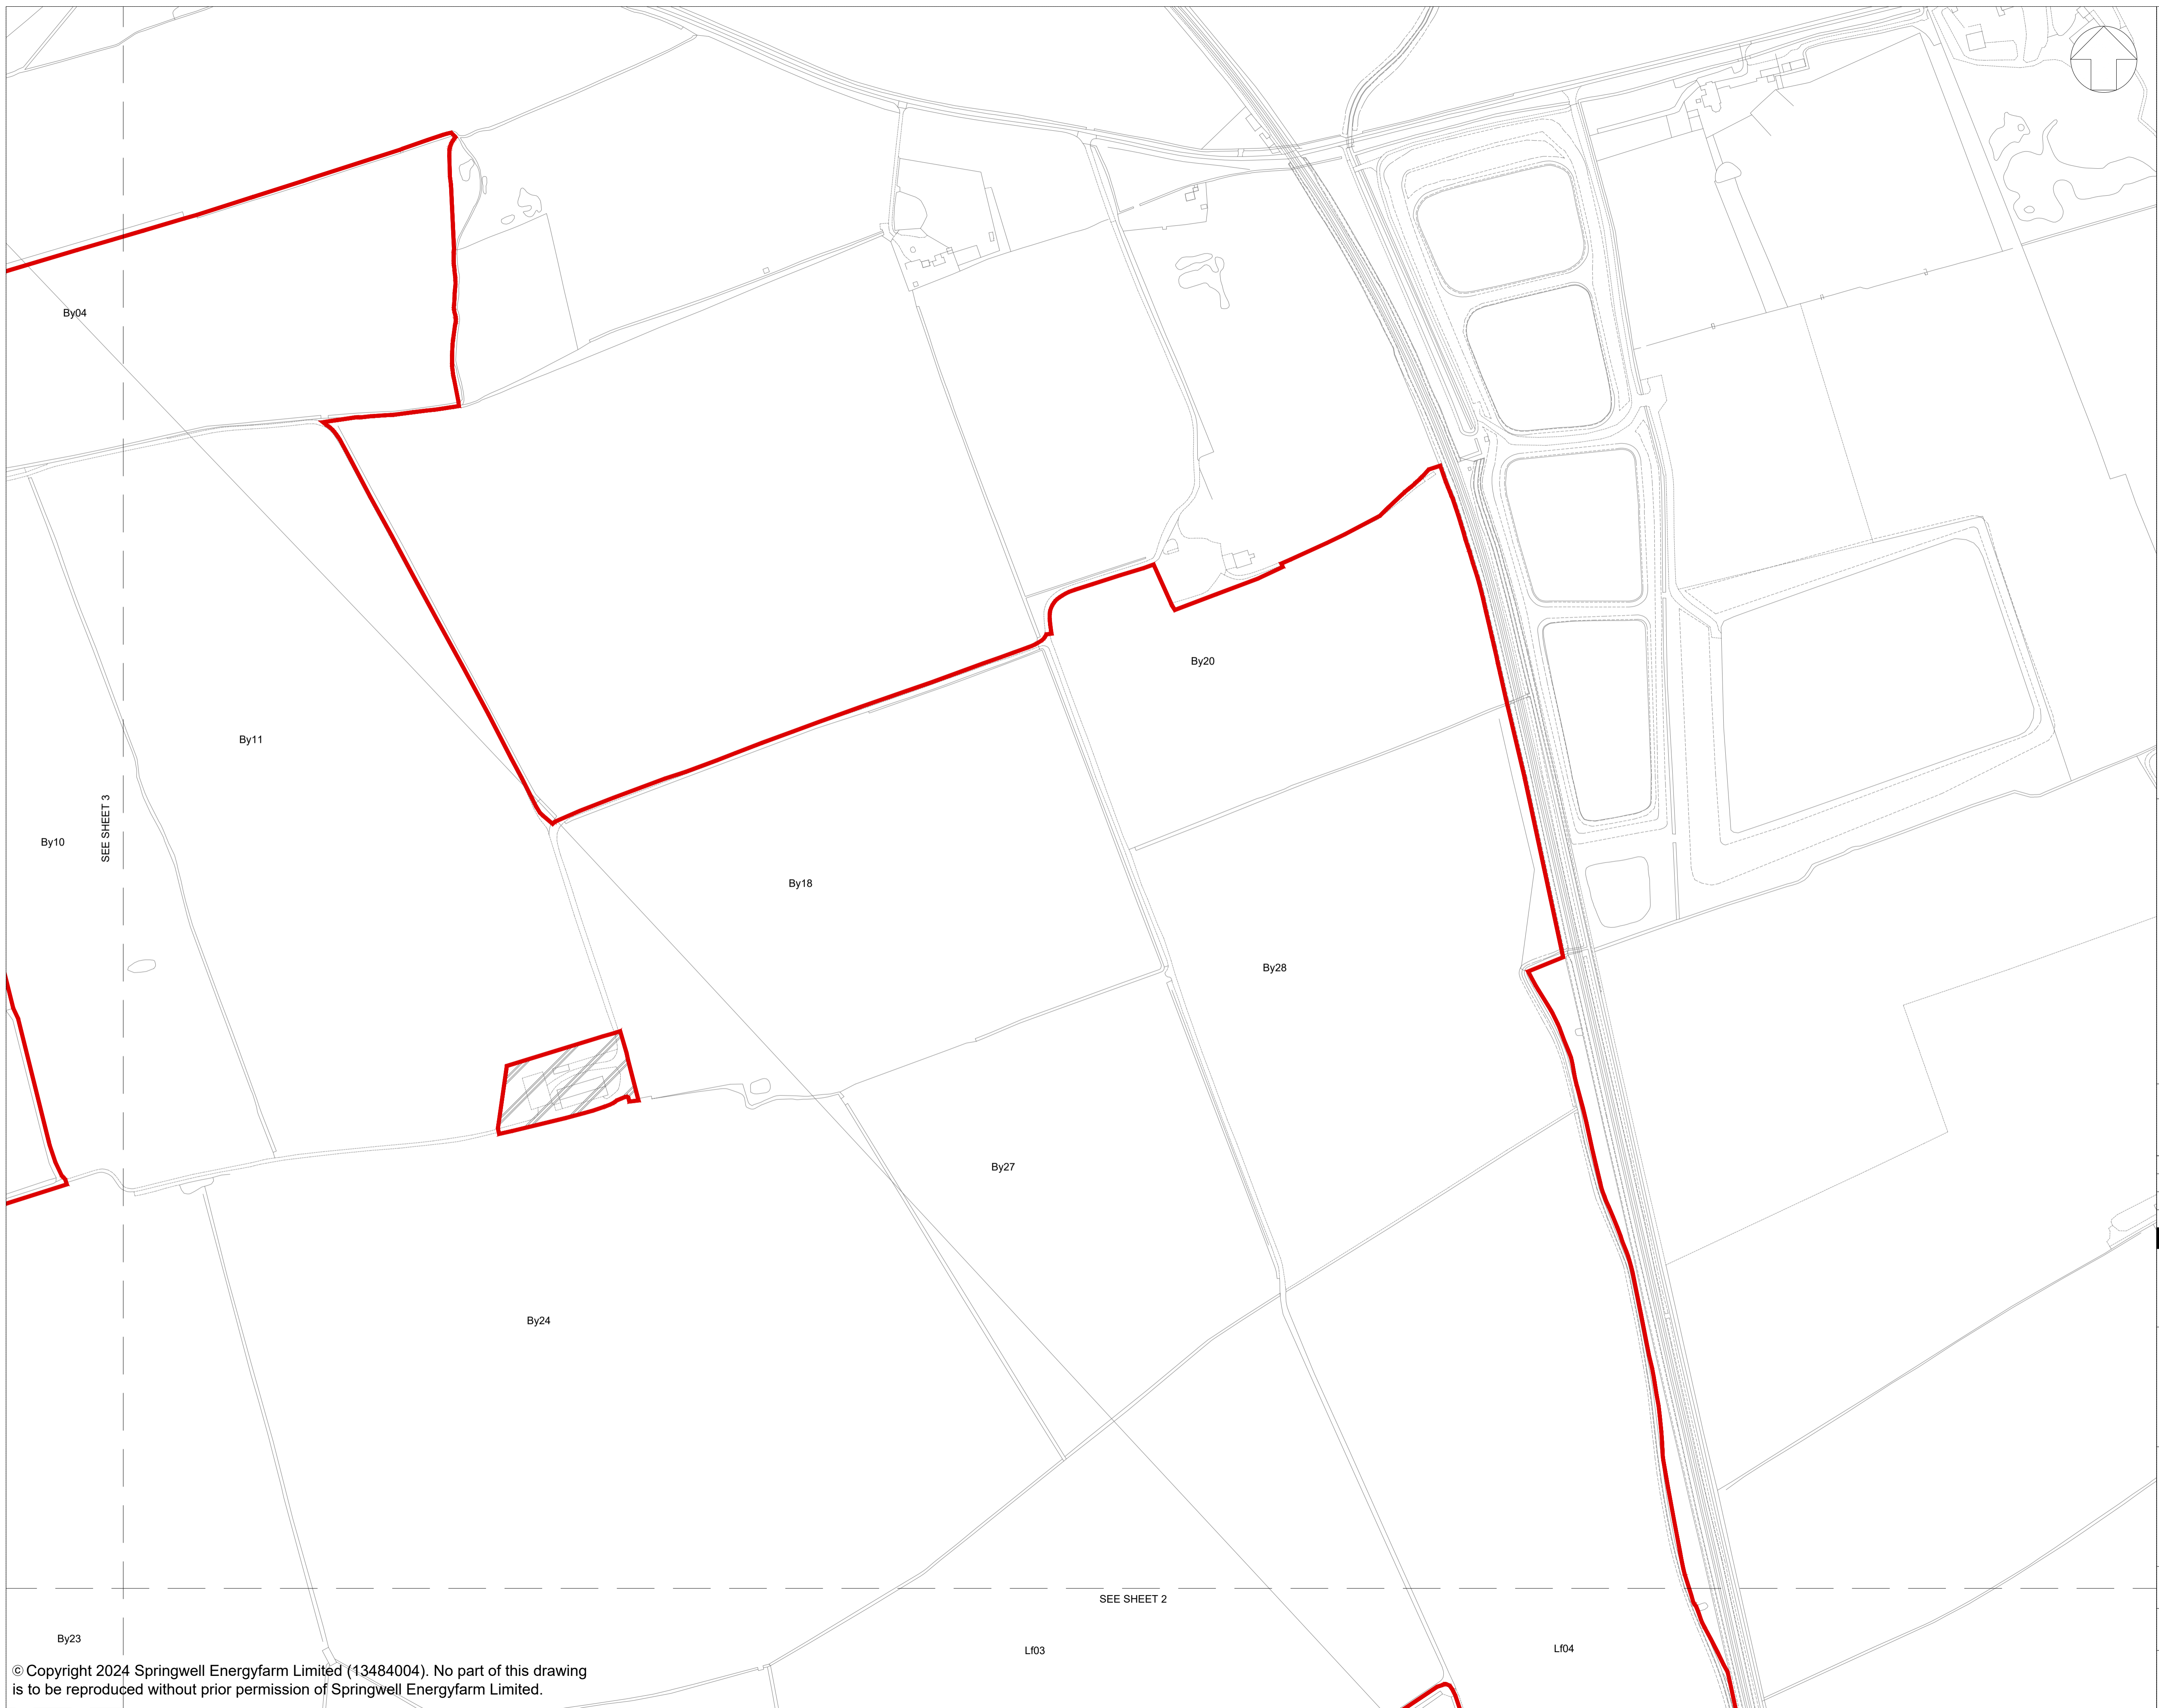 By04
By20
By11
SEE SHEET 3
By10
By18
By28
By27
By24
SEE SHEET 2
By23
Lf03
Lf04
© Copyright 2024 Springwell Energyfarm Limited (13484004). No part of this drawing
is to be reproduced without prior permission of Springwell Energyfarm Limited.